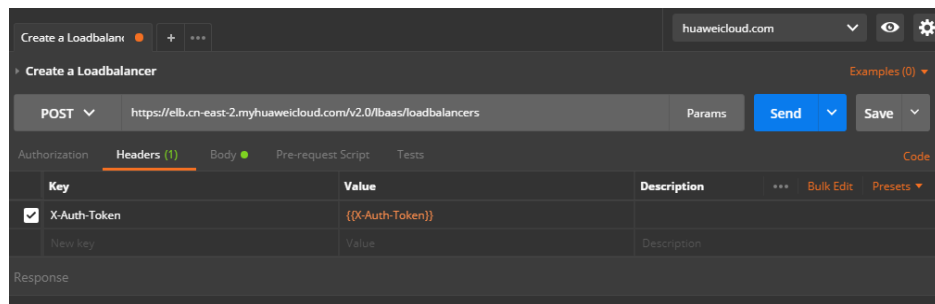 huaweicloud.com
Create a Loadbalan + •••
Create a Loadbalancer Examples (0)
POST https://elb.cn-east-2.myhuaweicloud.com/v2.0/lbaas/loadbalancers Params Send Save
Authorization Headers (1) Body Pre-request Script Tests Code
Key Value Description ••• Bulk Edit Presets
X-Auth-Token {{X-Auth-Token}}
New key Value Description
Response